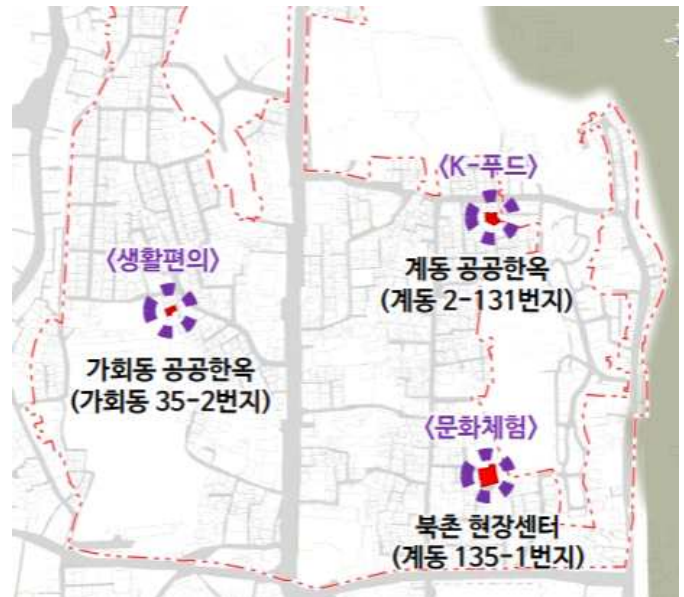 〈K-푸드〉
계동 공공한옥
(계동 2-131번지)
〈생활편의〉
가회동 공공한옥
(가회동 35-2번지)
〈문화체험〉
북촌 현장센터
(계동 135-1번지)